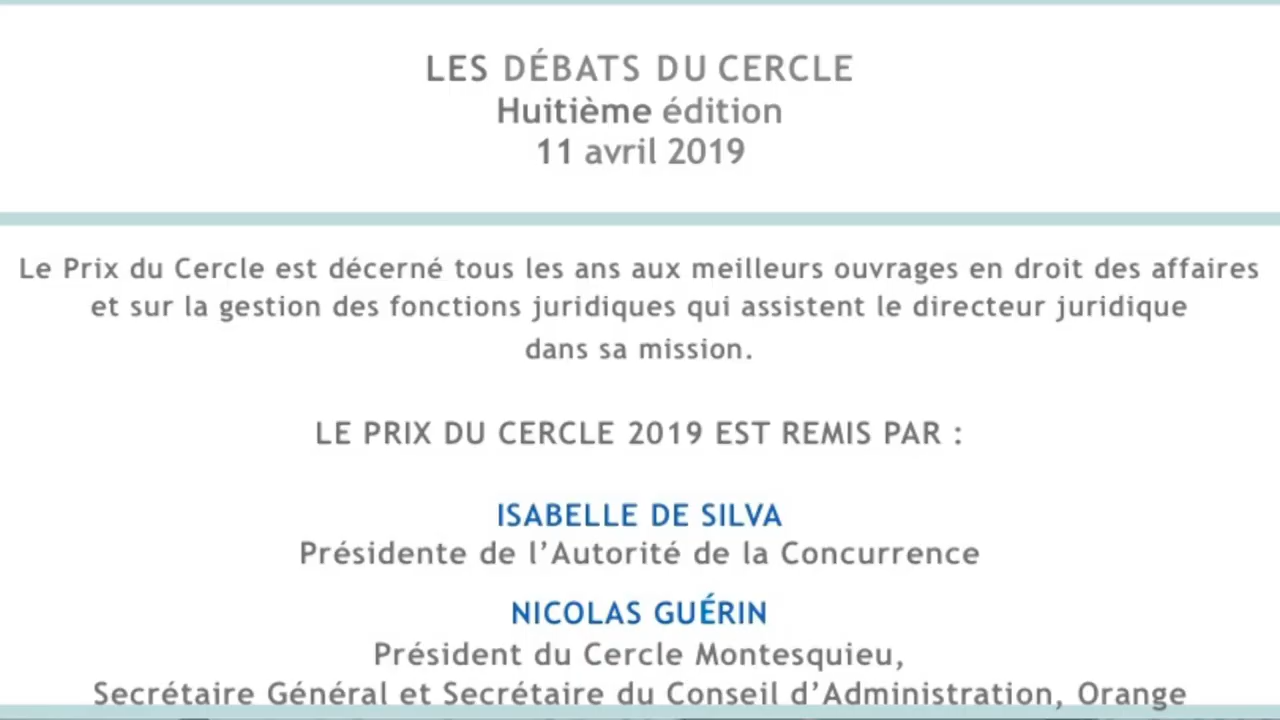 LES DÉBATS DU CERCLE
Huitième édition
11 avril 2019
Le Prix du Cercle est décerné tous les ans aux meilleurs ouvrages en droit des affaires
et sur la gestion des fonctions juridiques qui assistent le directeur juridique
dans sa mission.
LE PRIX DU CERCLE 2019 EST REMIS PAR :
ISABELLE DE SILVA
Présidente de l’Autorité de la Concurrence
NICOLAS GUÉRIN
Président du Cercle Montesquieu,
Secrétaire Général et Secrétaire du Conseil d’Administration, Orange